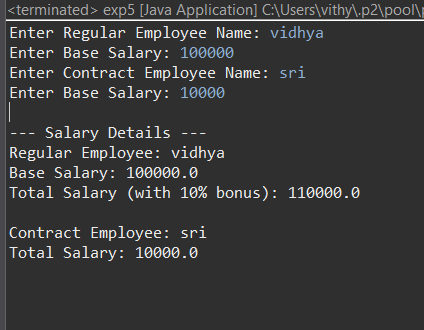 <terminated> exp5 [Java Application] C:\Users\vithy\.p2\pool\
Enter Regular Employee Name: vidhya
Enter Base Salary: 100000
Enter Contract Employee Name: sri
Enter Base Salary: 10000
--- Salary Details ---
Regular Employee: vidhya
Base Salary: 100000.0
Total Salary (with 10% bonus): 110000.0
Contract Employee: sri
Total Salary: 10000.0